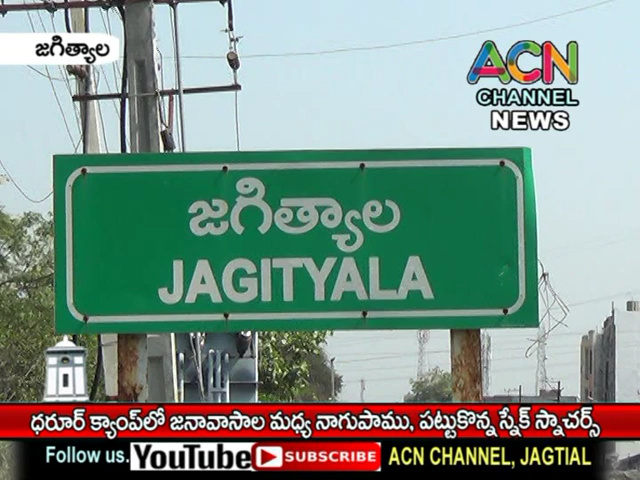 జగిత్యాల
ACN
CHANNEL
NEWS
జగిత్యాల
JAGITYALA
ధరూర్ క్యాంప్‌లో జనావాసాల మధ్య నాగుపాము, పట్టుకొన్న స్నేక్ స్నాచర్స్
Follow us. YouTube SUBSCRIBE ACN CHANNEL, JAGTIAL